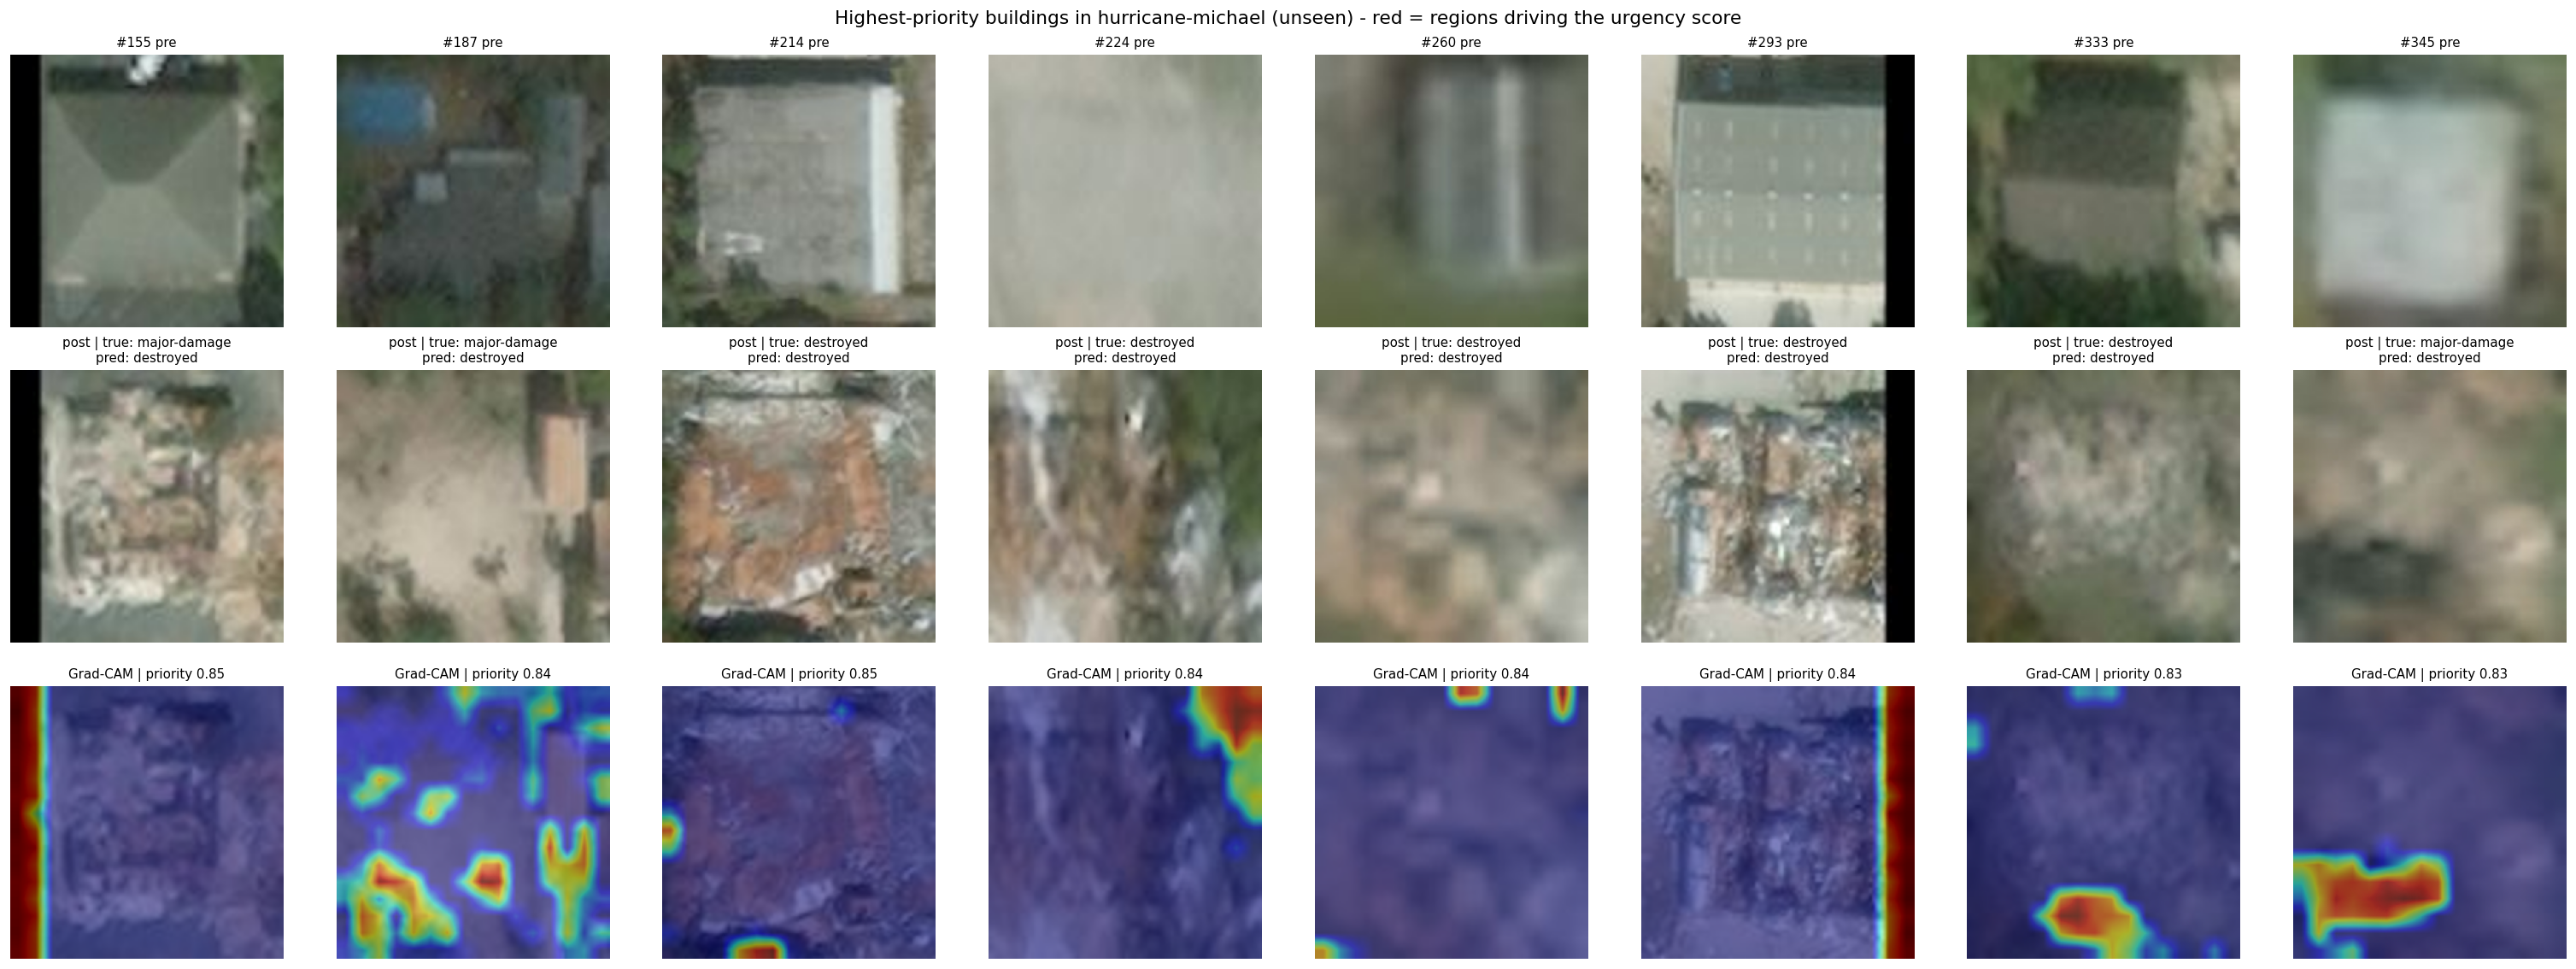 Highest-priority buildings in hurricane-michael (unseen) - red = regions driving the urgency score
#155 pre
#187 pre
#214 pre
#224 pre
#260 pre
#293 pre
#333 pre
#345 pre
post | true: major-damage
pred: destroyed
post | true: major-damage
pred: destroyed
post | true: destroyed
pred: destroyed
post | true: destroyed
pred: destroyed
post | true: destroyed
pred: destroyed
post | true: destroyed
pred: destroyed
post | true: destroyed
pred: destroyed
post | true: major-damage
pred: destroyed
Grad-CAM | priority 0.85
Grad-CAM | priority 0.84
Grad-CAM | priority 0.85
Grad-CAM | priority 0.84
Grad-CAM | priority 0.84
Grad-CAM | priority 0.84
Grad-CAM | priority 0.83
Grad-CAM | priority 0.83